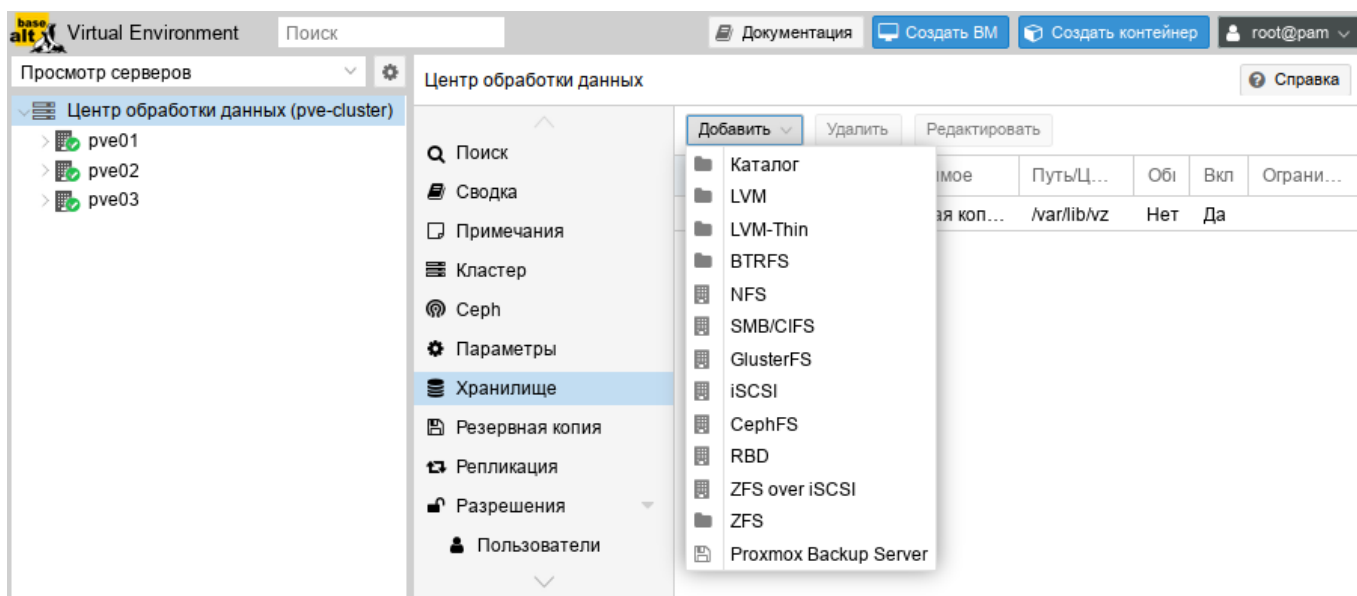 base alt Virtual Environment
Поиск
Документация
Создать ВМ
Создать контейнер
root@pam
Просмотр серверов
Центр обработки данных
Справка
Центр обработки данных (pve-cluster)
pve01
pve02
pve03
Поиск
Сводка
Примечания
Кластер
Ceph
Параметры
Хранилище
Резервная копия
Репликация
Разрешения
Пользователи
Добавить
Удалить
Редактировать
Каталог
LVM
LVM-Thin
BTRFS
NFS
SMB/CIFS
GlusterFS
iSCSI
CephFS
RBD
ZFS over iSCSI
ZFS
Proxmox Backup Server
имое
Путь/Ц...
Обі
Вкл
Ограни...
ая коп...
/var/lib/vz
Нет
Да